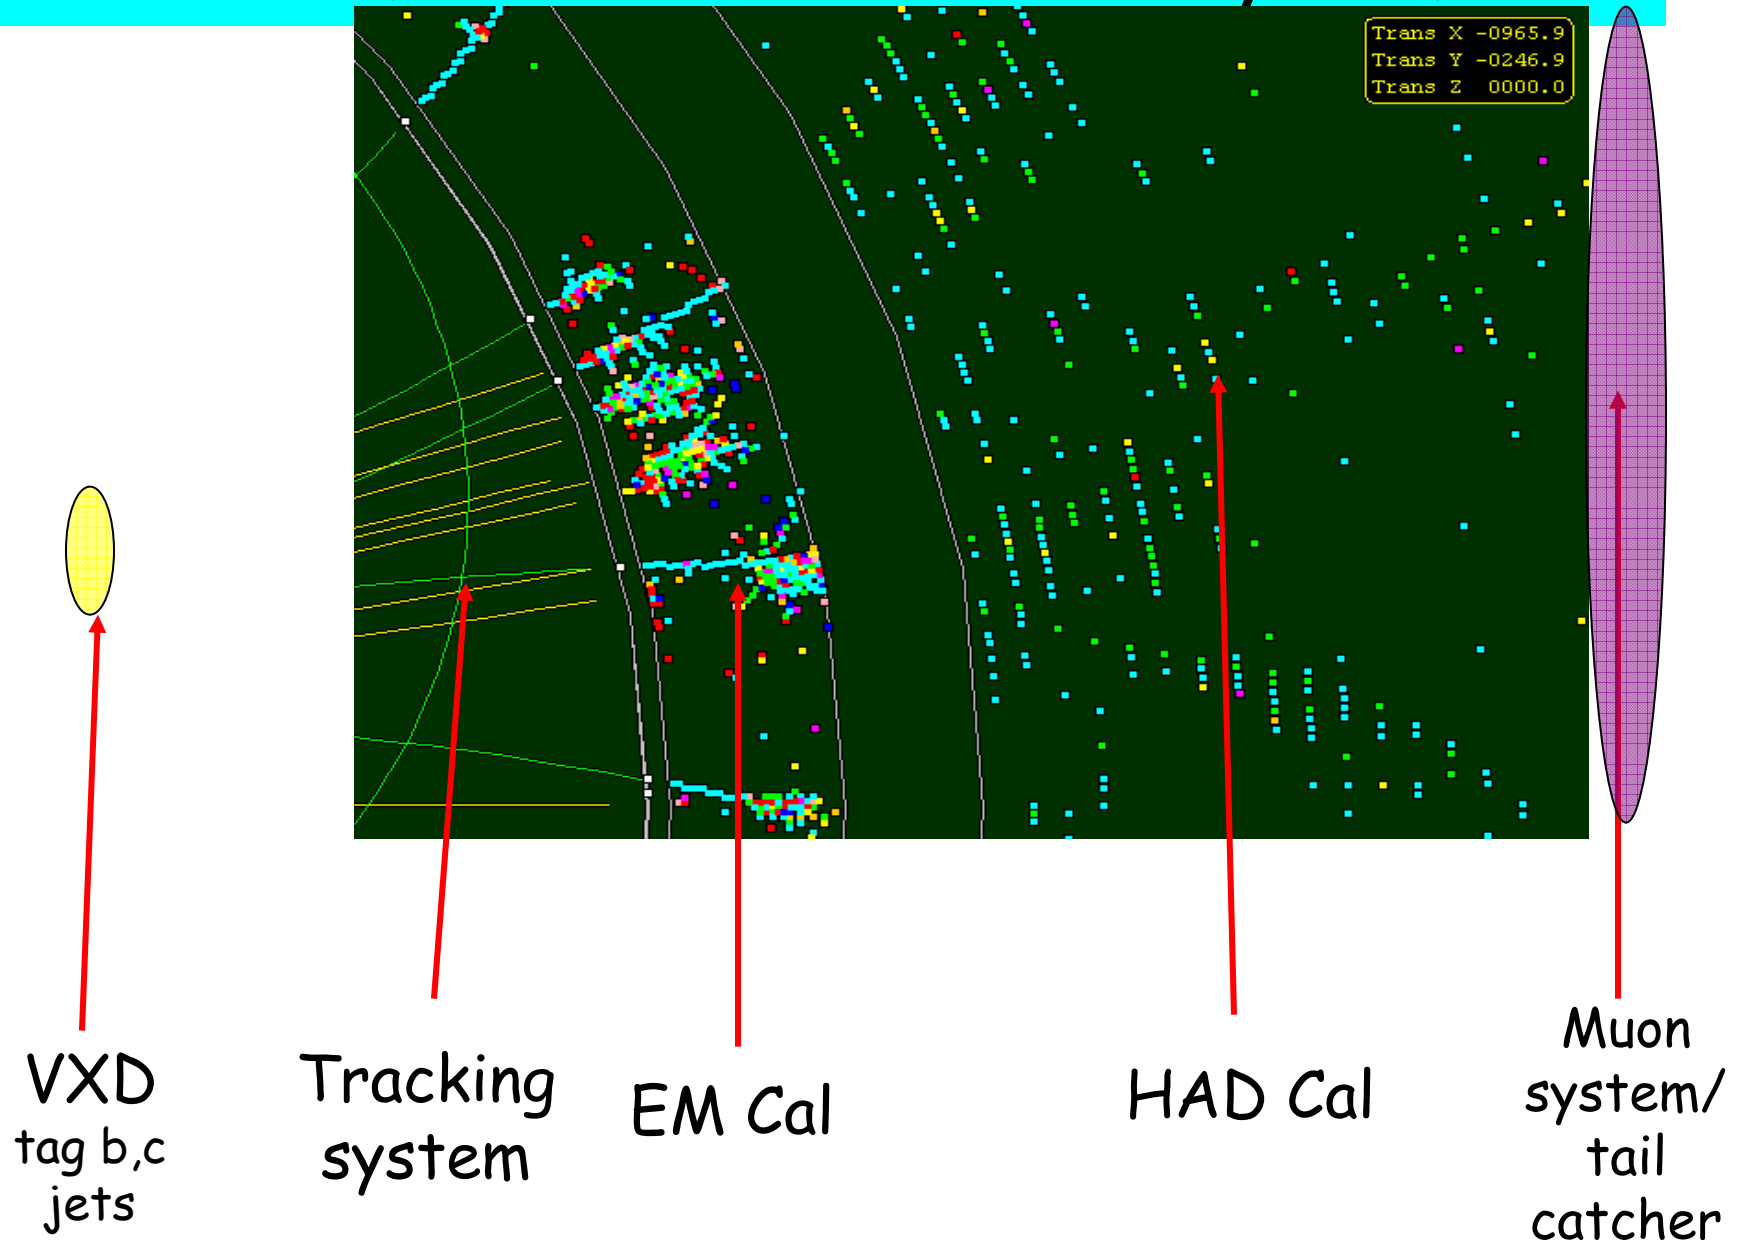 Trans X -0965.9
Trans Y -0246.9
Trans Z 0000.0
VXD
tag b,c
jets
Tracking
system
EM Cal
HAD Cal
Muon
system/
tail
catcher